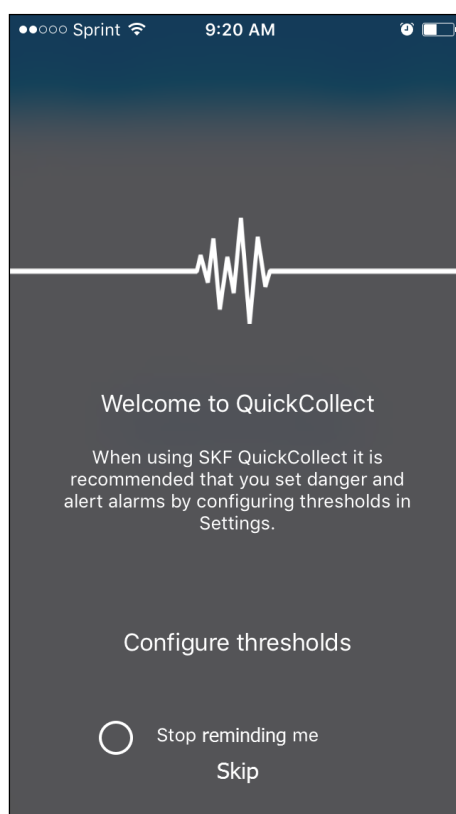 Sprint 9:20 AM
Welcome to QuickCollect
When using SKF QuickCollect it is
recommended that you set danger and
alert alarms by configuring thresholds in
Settings.
Configure thresholds
Stop reminding me
Skip